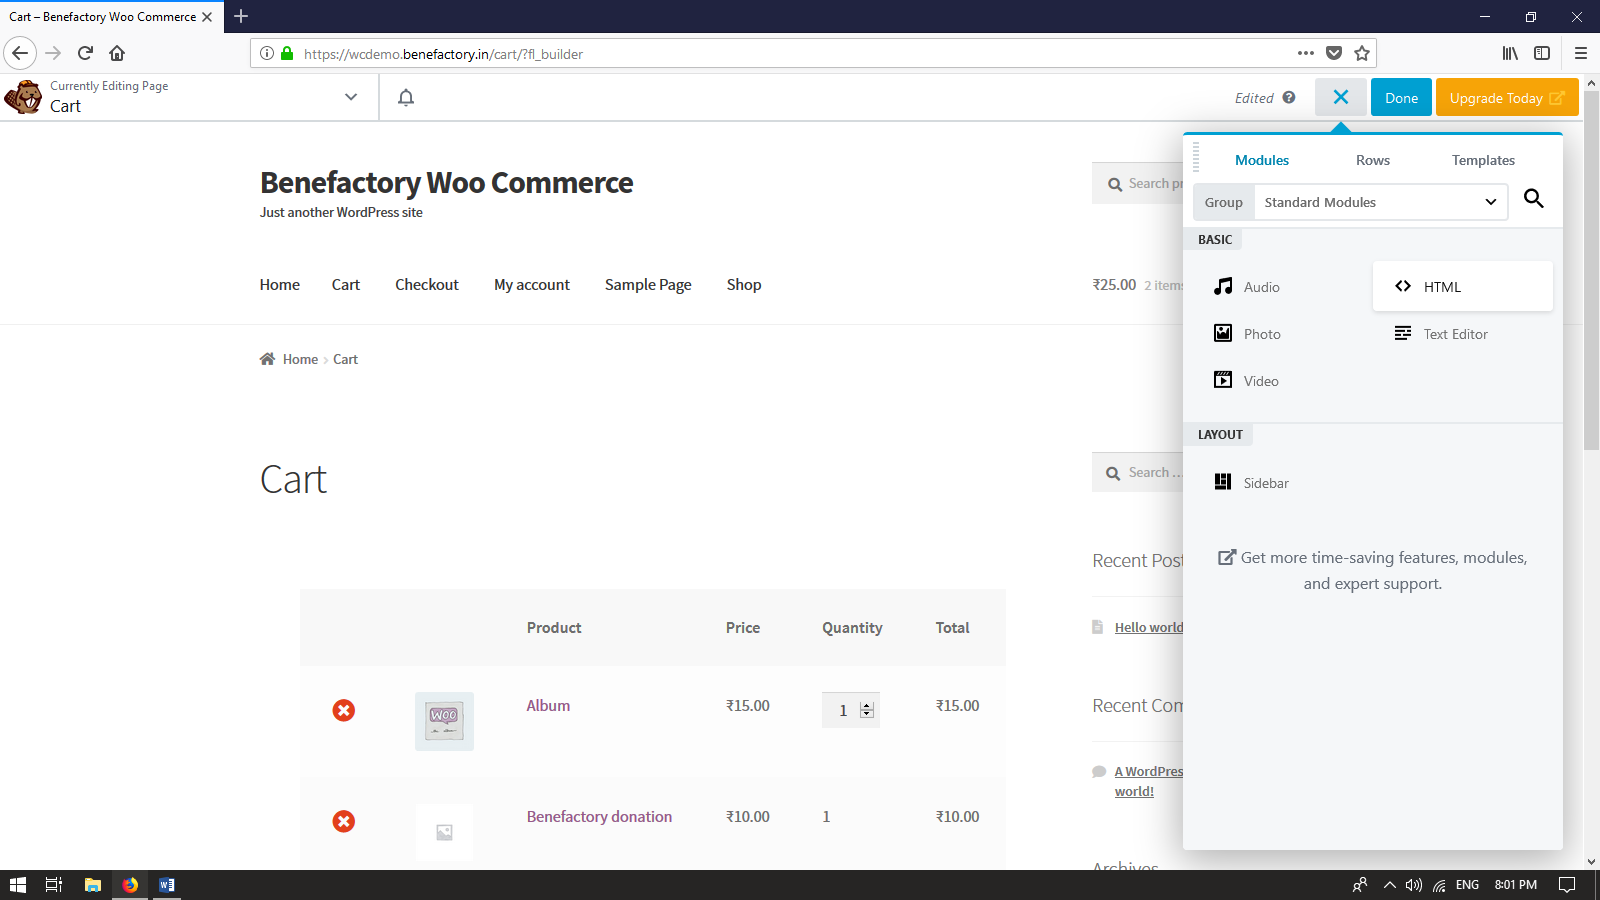 Cart – Benefactory Woo Commerce
https://wcdemo.benefactory.in/cart/?fl_builder
Currently Editing Page
Cart
Edited
Done
Upgrade Today
Benefactory Woo Commerce
Just another WordPress site
Search pr
Home
Cart
Checkout
My account
Sample Page
Shop
₹25.00 2 items
Home
Cart
Cart
Search ...
Recent Post
Hello world
Recent Com
A WordPres
world!
Archives
Product
Price
Quantity
Total
WOO
Album
₹15.00
1
₹15.00
Benefactory donation
₹10.00
1
₹10.00
Modules
Rows
Templates
Group
Standard Modules
BASIC
Audio
HTML
Photo
Text Editor
Video
LAYOUT
Sidebar
Get more time-saving features, modules,
and expert support.
ENG
8:01 PM